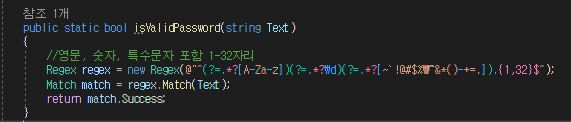 참조 1개
public static bool isValidPassword(string Text)
{
//영문, 숫자, 특수문자 포함 1-32자리
Regex regex = new Regex(@"^(?=.*?[A-Za-z])(?=.*?₩d)(?=.*?[~`!@#$%₩^&*()-+=.]).{1,32}$");
Match match = regex.Match(Text);
return match.Success;
}